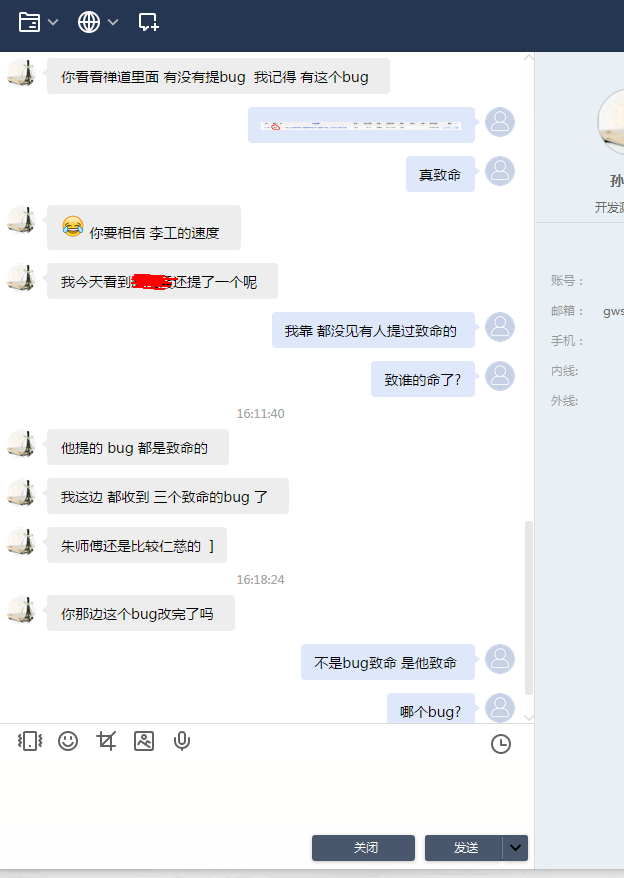 你看看禅道里面 有没有提bug 我记得 有这个bug
真致命
你要相信 李工的速度
我今天看到还提了一个呢
我靠 都没见有人提过致命的
致谁的命了?
16:11:40
他提的 bug 都是致命的
我这边 都收到 三个致命的bug 了
朱师傅还是比较仁慈的 ]
16:18:24
你那边这个bug改完了吗
不是bug致命 是他致命
哪个bug?
关闭
发送
孙
开发
账号：
邮箱： gws
手机：
内线:
外线: